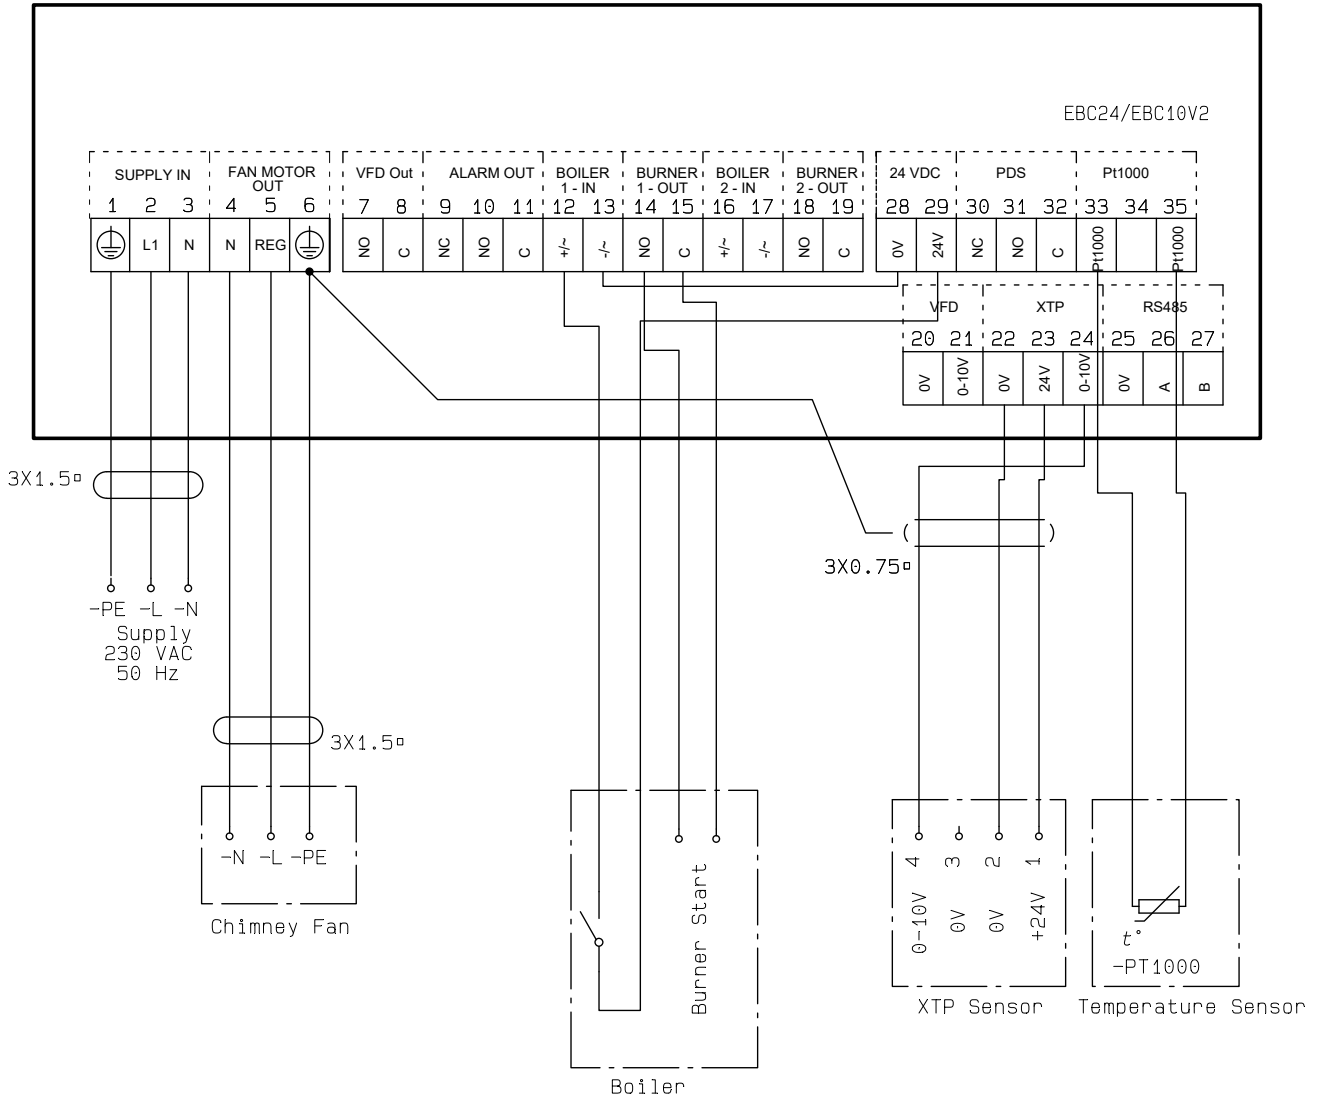 EBC24/EBC10V2
SUPPLY IN
FAN MOTOR
OUT
VFD Out
ALARM OUT
BOILER
1 - IN
BURNER
1 - OUT
BOILER
2 - IN
BURNER
2 - OUT
24 VDC
PDS
Pt1000
1 2 3 4 5 6 7 8 9 10 11 12 13 14 15 16 17 18 19 28 29 30 31 32 33 34 35
L1 N N REG NO C NC NO C +/~ -/~ NO C +/~ -/~ NO C 0V 24V NC NO C Pt1000 Pt1000
VFD
XTP
RS485
20 21 22 23 24 25 26 27
0V 0-10V 0V 24V 0-10V 0V A B
3X1.5▫
3X0.75▫
-PE -L -N
Supply
230 VAC
50 Hz
3X1.5▫
-N -L -PE
Chimney Fan
Burner Start
Boiler
4 3 2 1
0-10V 0V 0V +24V
XTP Sensor
t°
-PT1000
Temperature Sensor